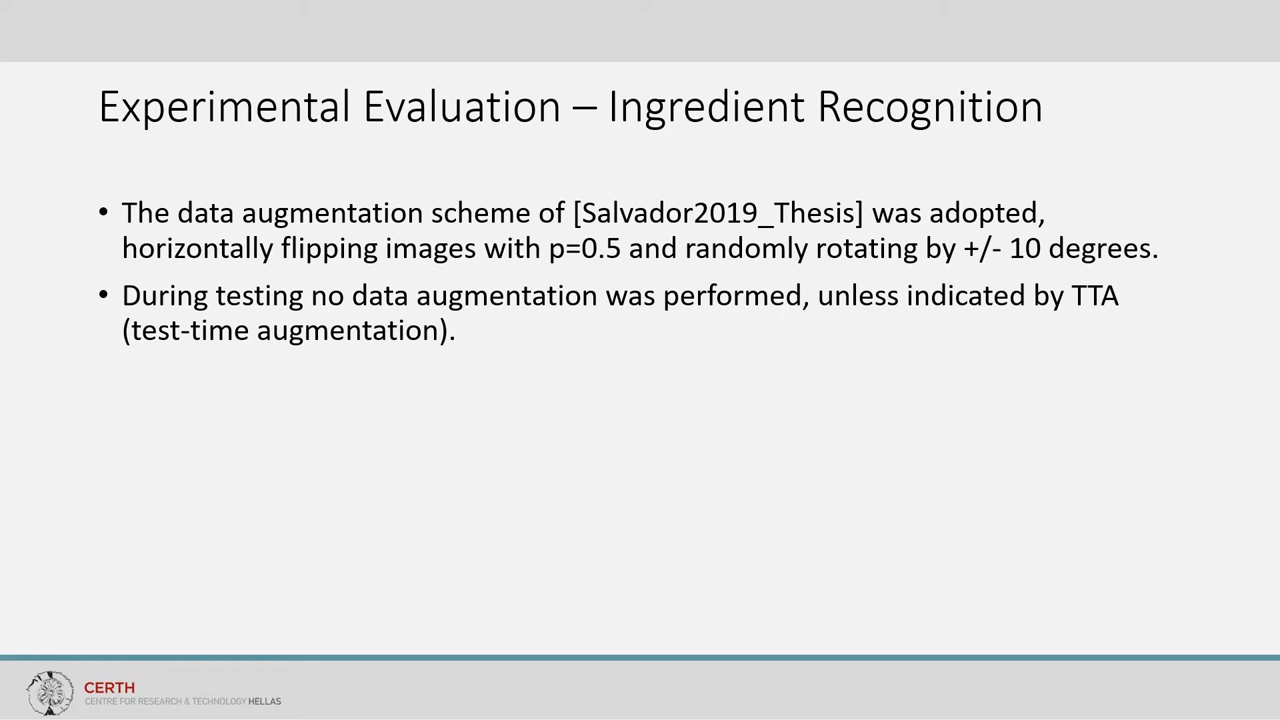 Experimental Evaluation – Ingredient Recognition
• The data augmentation scheme of [Salvador2019_Thesis] was adopted,
horizontally flipping images with p=0.5 and randomly rotating by +/- 10 degrees.
• During testing no data augmentation was performed, unless indicated by TTA
(test-time augmentation).
CERTH
CENTRE FOR RESEARCH & TECHNOLOGY HELLAS